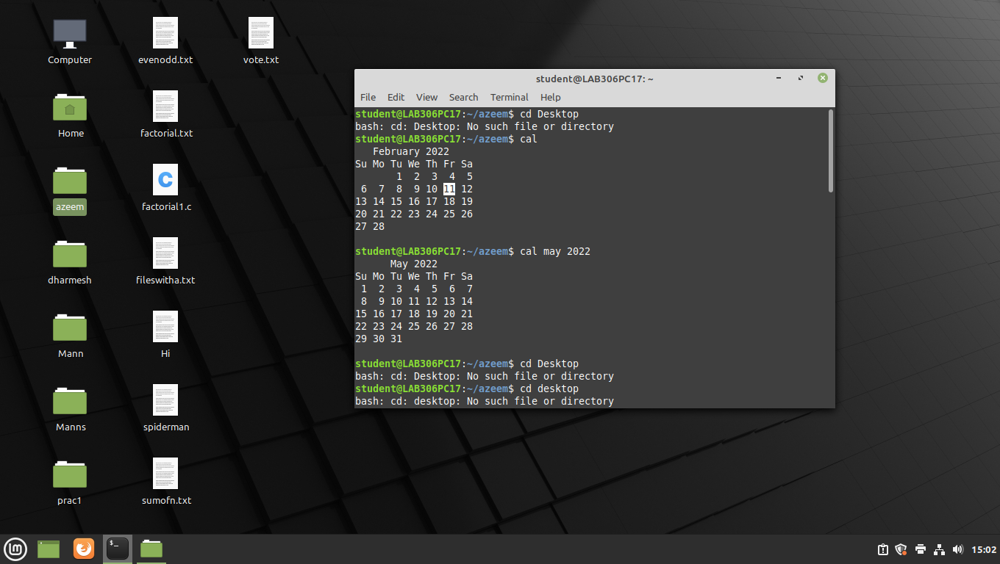 Computer
evenodd.txt
vote.txt
Home
factorial.txt
azeem
factorial1.c
dharmesh
fileswitha.txt
Mann
Hi
Manns
spiderman
prac1
sumofn.txt
student@LAB306PC17: ~
File Edit View Search Terminal Help
student@LAB306PC17:~/azeem$ cd Desktop
bash: cd: Desktop: No such file or directory
student@LAB306PC17:~/azeem$ cal
   February 2022
Su Mo Tu We Th Fr Sa
       1  2  3  4  5
 6  7  8  9 10 11 12
13 14 15 16 17 18 19
20 21 22 23 24 25 26
27 28
student@LAB306PC17:~/azeem$ cal may 2022
      May 2022
Su Mo Tu We Th Fr Sa
 1  2  3  4  5  6  7
 8  9 10 11 12 13 14
15 16 17 18 19 20 21
22 23 24 25 26 27 28
29 30 31
student@LAB306PC17:~/azeem$ cd Desktop
bash: cd: Desktop: No such file or directory
student@LAB306PC17:~/azeem$ cd desktop
bash: cd: desktop: No such file or directory
15:02